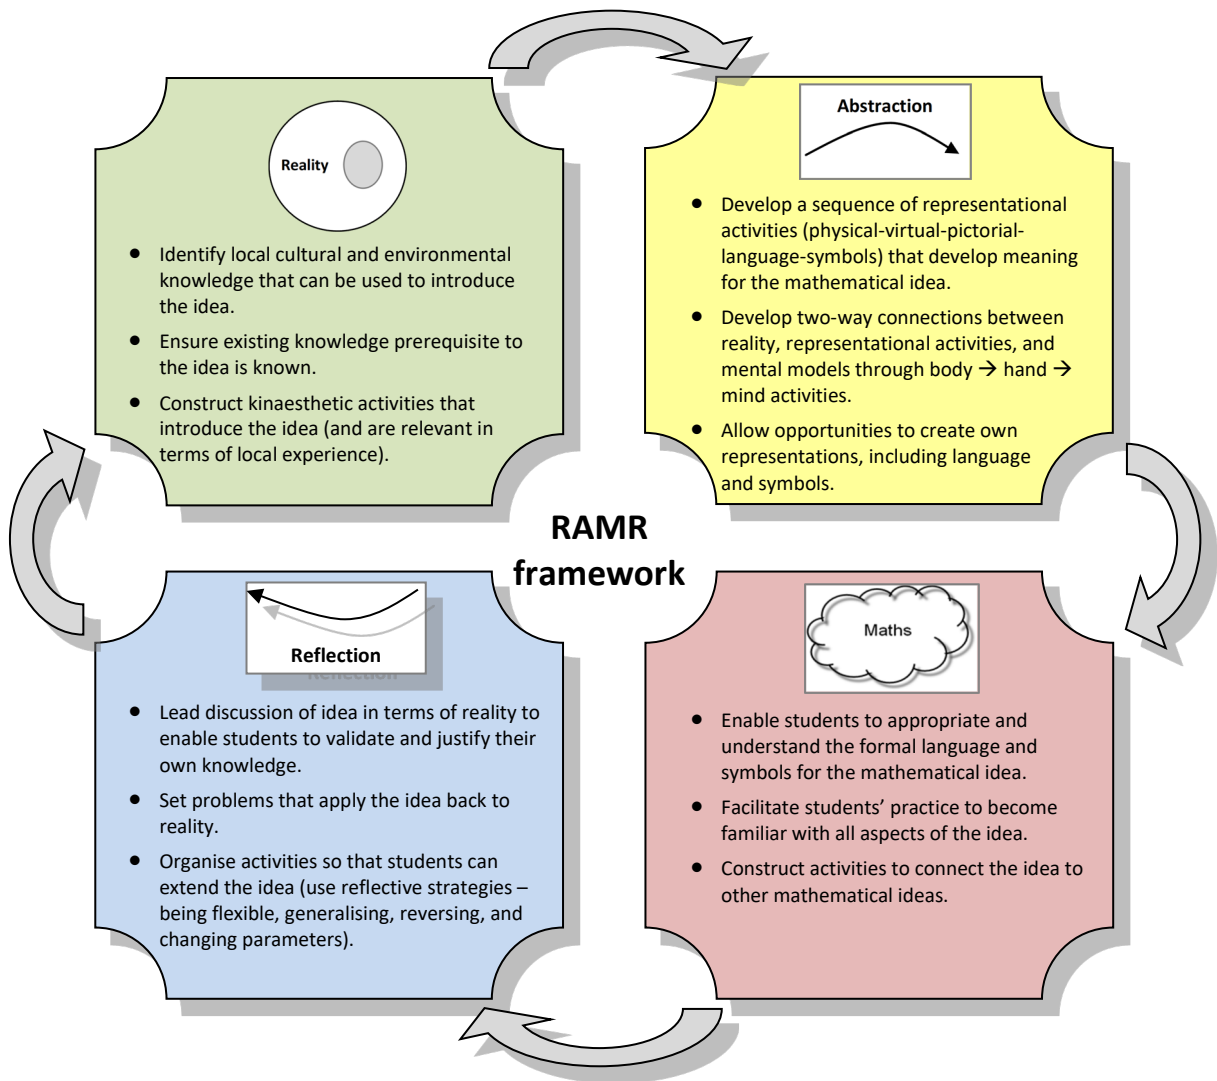 Reality
• Identify local cultural and environmental
knowledge that can be used to introduce
the idea.
• Ensure existing knowledge prerequisite to
the idea is known.
• Construct kinaesthetic activities that
introduce the idea (and are relevant in
terms of local experience).
Abstraction
• Develop a sequence of representational
activities (physical-virtual-pictorial-
language-symbols) that develop meaning
for the mathematical idea.
• Develop two-way connections between
reality, representational activities, and
mental models through body → hand →
mind activities.
• Allow opportunities to create own
representations, including language
and symbols.
RAMR
framework
Reflection
• Lead discussion of idea in terms of reality to
enable students to validate and justify their
own knowledge.
• Set problems that apply the idea back to
reality.
• Organise activities so that students can
extend the idea (use reflective strategies –
being flexible, generalising, reversing, and
changing parameters).
Maths
• Enable students to appropriate and
understand the formal language and
symbols for the mathematical idea.
• Facilitate students’ practice to become
familiar with all aspects of the idea.
• Construct activities to connect the idea to
other mathematical ideas.